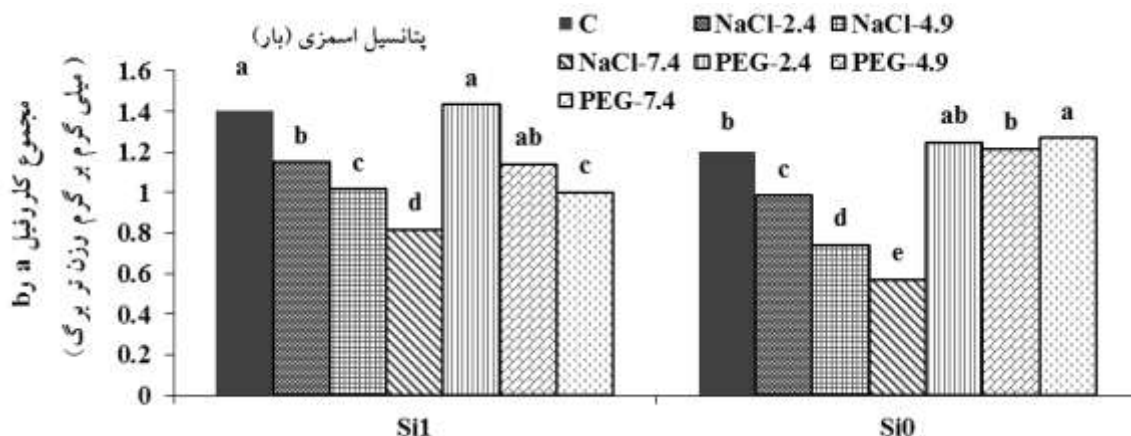 پتانسیل اسمزی (بار)
C
NaCl-2.4
NaCl-4.9
NaCl-7.4
PEG-2.4
PEG-4.9
PEG-7.4
مجموع کلروفیل a وb
(میلی گرم بر گرم وزن تر برگ)
1.6
1.4
1.2
1
0.8
0.6
0.4
0.2
0
a
b
c
d
a
ab
c
b
c
d
e
ab
b
a
Si1
Si0